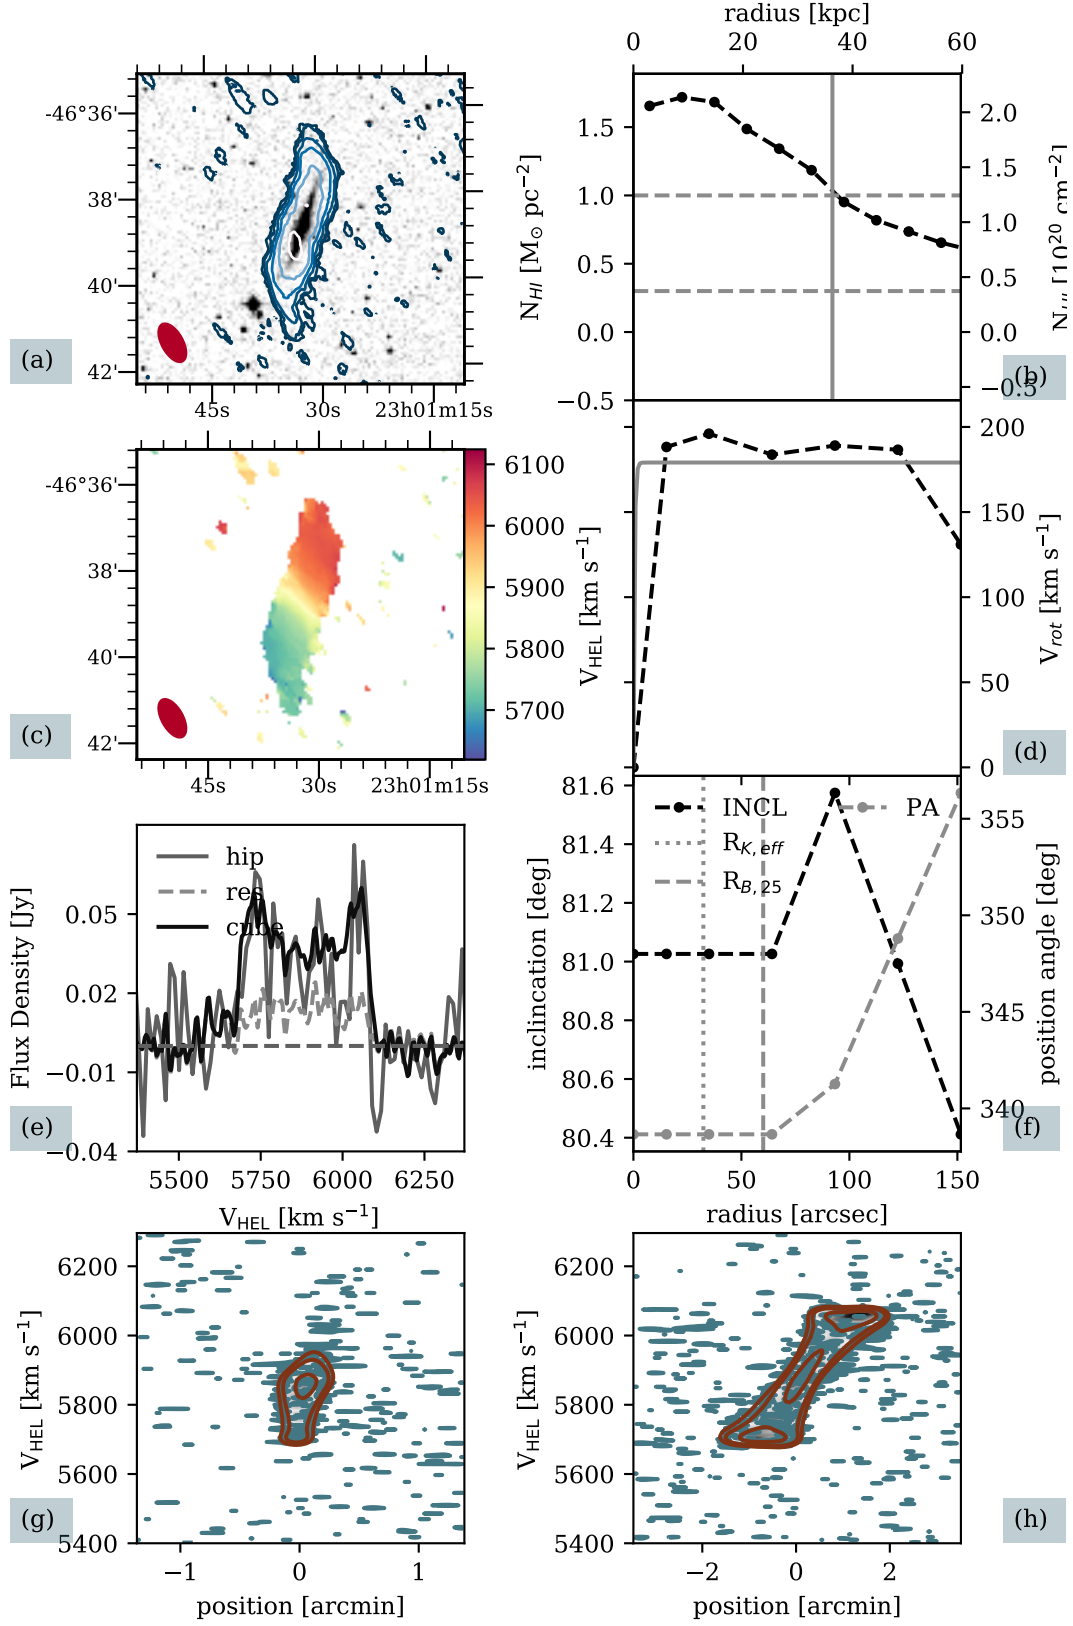 radius [kpc]
0 20 40 60
-46°36'
38'
40'
42'
45s 30s 23h01m15s
(a)
N_HI [M⊙ pc⁻²]
1.5
1.0
0.5
0.0
−0.5
2.0
1.5
1.0
0.5
0.0
−0.5
[10²⁰ cm⁻²]
(b)
-46°36'
38'
40'
42'
45s 30s 23h01m15s
(c)
6100
6000
5900
5800
5700
V_HEL [km s⁻¹]
200
150
100
50
0
V_rot [km s⁻¹]
(d)
Flux Density [Jy]
0.05
0.02
−0.01
−0.04
hip
res
cube
5500 5750 6000 6250
V_HEL [km s⁻¹]
(e)
inclincation [deg]
81.6
81.4
81.2
81.0
80.8
80.6
80.4
INCL PA
R_K,eff
R_B,25
355
350
345
340
position angle [deg]
0 50 100 150
radius [arcsec]
(f)
V_HEL [km s⁻¹]
6200
6000
5800
5600
5400
−1 0 1
position [arcmin]
(g)
V_HEL [km s⁻¹]
6200
6000
5800
5600
5400
−2 0 2
position [arcmin]
(h)